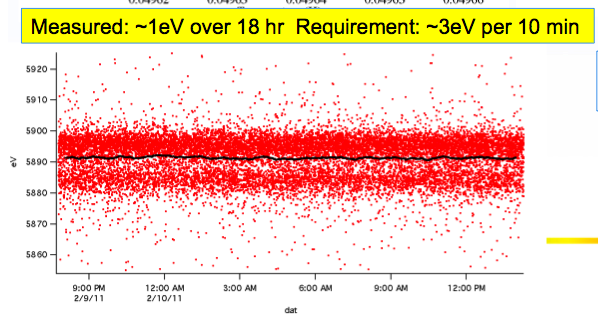 Measured: ~1eV over 18 hr Requirement: ~3eV per 10 min
5920
5910
5900
5890
5880
5870
5860
eV
9:00 PM 12:00 AM 3:00 AM 6:00 AM 9:00 AM 12:00 PM
2/9/11 2/10/11
dat